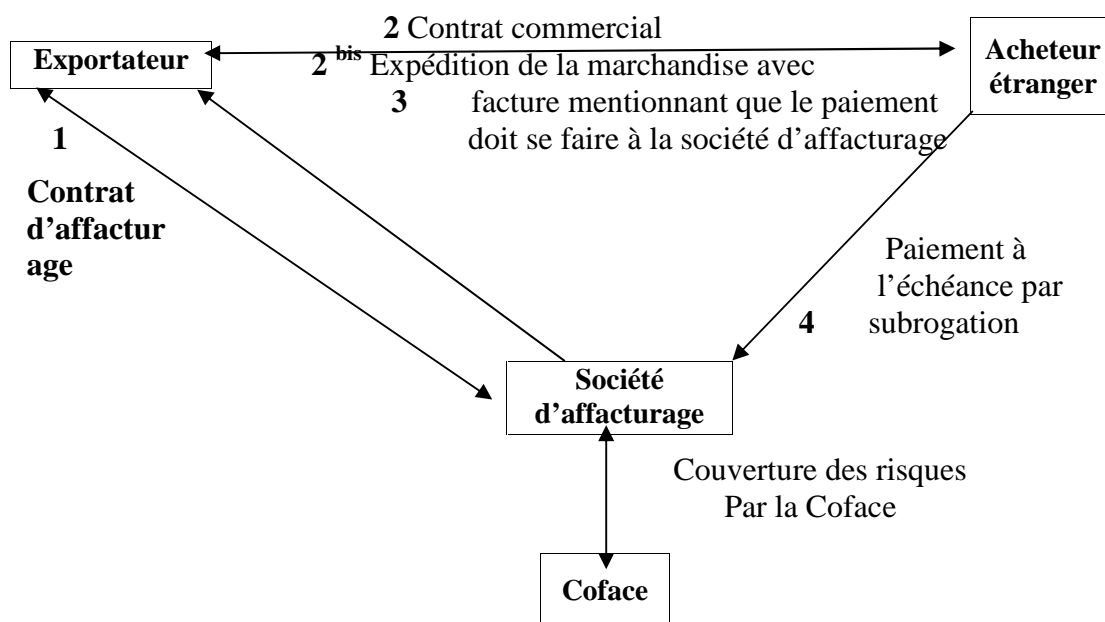 2 Contrat commercial
Exportateur
2 bis Expédition de la marchandise avec
Acheteur
étranger
3 facture mentionnant que le paiement
doit se faire à la société d’affacturage
1
Contrat
d’affactur
age
Paiement à
l’échéance par
4 subrogation
Société
d’affacturage
Couverture des risques
Par la Coface
Coface